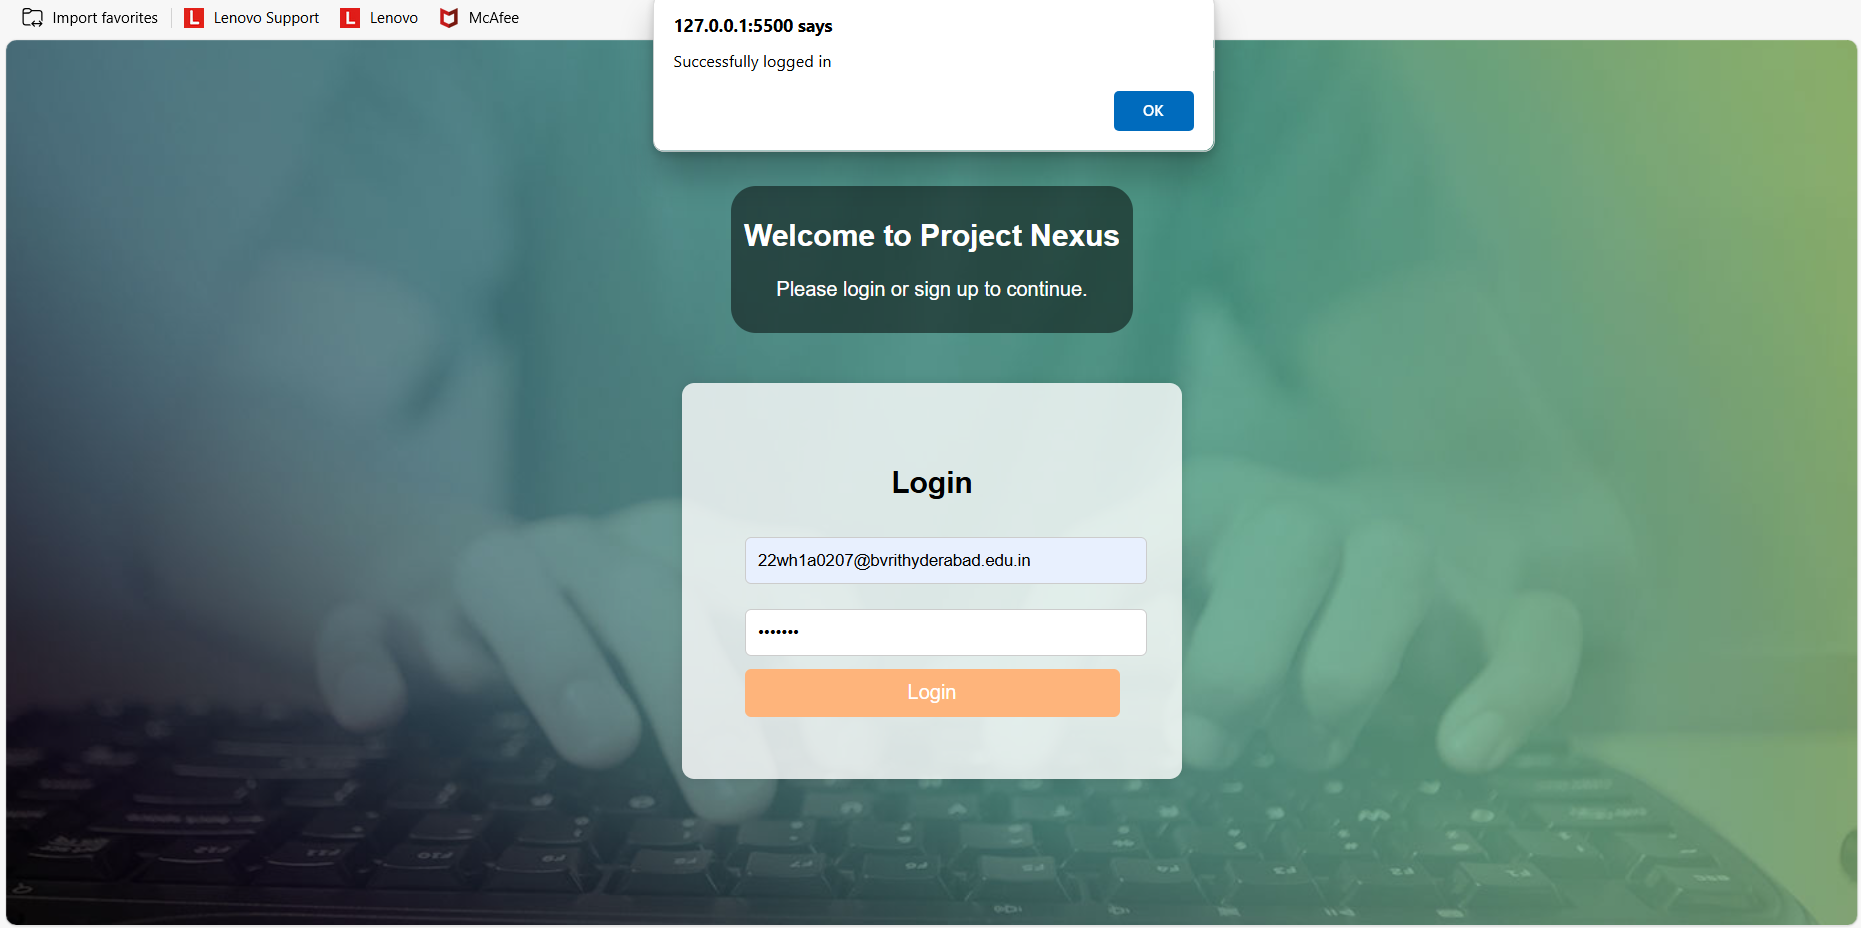 Import favorites
Lenovo Support
Lenovo
McAfee
127.0.0.1:5500 says
Successfully logged in
OK
Welcome to Project Nexus
Please login or sign up to continue.
Login
22wh1a0207@bvrithyderabad.edu.in
•••••••
Login